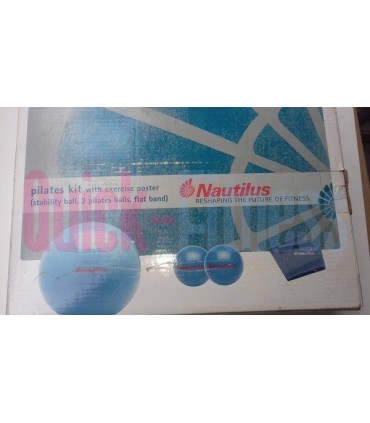 pilates kit with exercise poster
(stability ball, 2 pilates balls, flat band)
Nautilus
RESHAPING THE FUTURE OF FITNESS
Quick
Nautilus